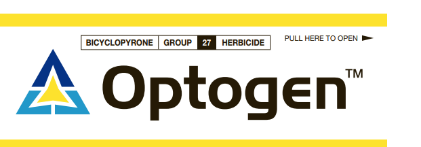 BICYCLOPYRONE GROUP 27 HERBICIDE PULL HERE TO OPEN
Optogen™